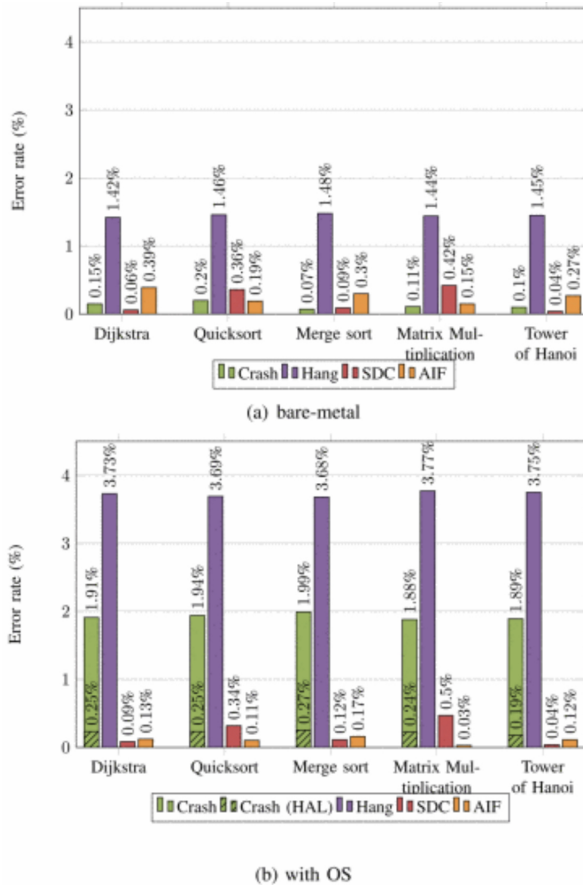 4
3
2
1
0
Error rate (%)
0.15%
1.42%
0.06%
0.39%
0.2%
1.46%
0.36%
0.19%
0.07%
1.48%
0.09%
0.3%
0.11%
1.44%
0.42%
0.15%
0.1%
1.45%
0.04%
0.27%
Dijkstra
Quicksort
Merge sort
Matrix Mul-
tiplication
Tower
of Hanoi
Crash Hang SDC AIF
(a) bare-metal
4
3
2
1
0
Error rate (%)
1.91%
0.25%
3.73%
0.09%
0.13%
1.94%
0.25%
3.69%
0.34%
0.11%
1.99%
0.27%
3.68%
0.12%
0.17%
1.88%
0.24%
3.77%
0.5%
0.03%
1.89%
0.19%
3.75%
0.04%
0.12%
Dijkstra
Quicksort
Merge sort
Matrix Mul-
tiplication
Tower
of Hanoi
Crash Crash (HAL) Hang SDC AIF
(b) with OS